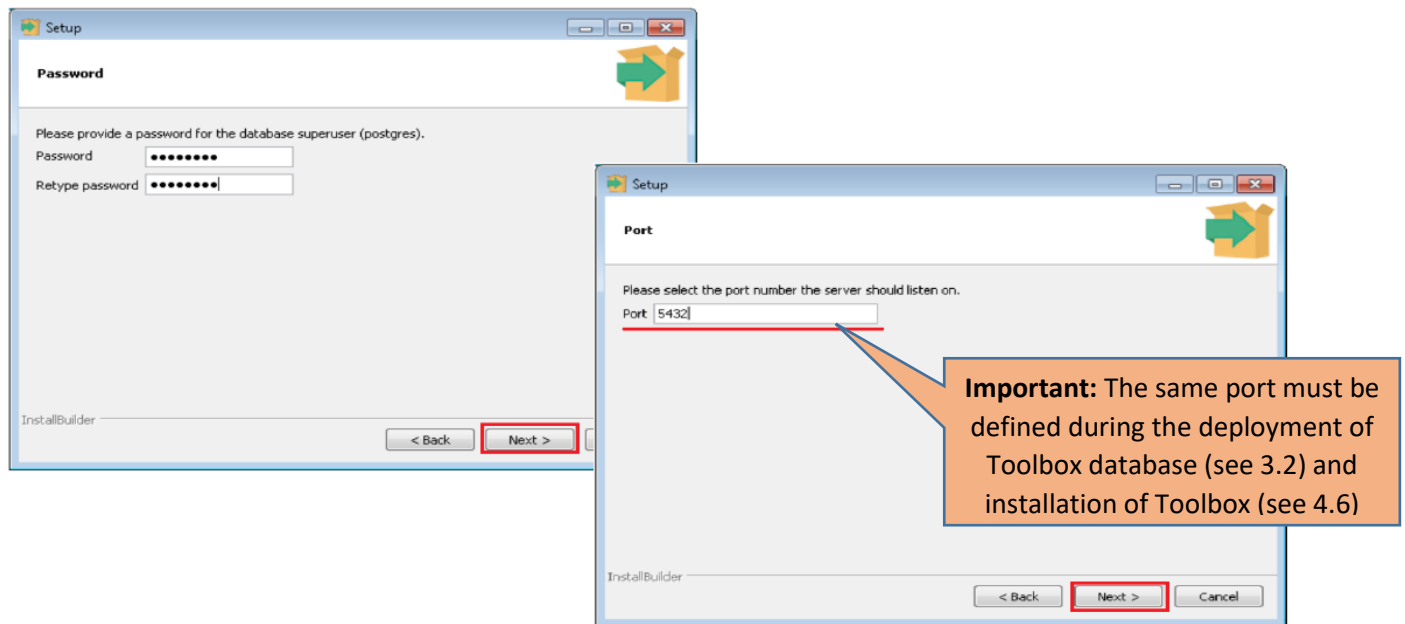 Setup
Password
Please provide a password for the database superuser (postgres).
Password ●●●●●●●●
Retype password ●●●●●●●●
InstallBuilder
< Back Next >
Setup
Port
Please select the port number the server should listen on.
Port 5432
Important: The same port must be
defined during the deployment of
Toolbox database (see 3.2) and
installation of Toolbox (see 4.6)
InstallBuilder
< Back Next > Cancel